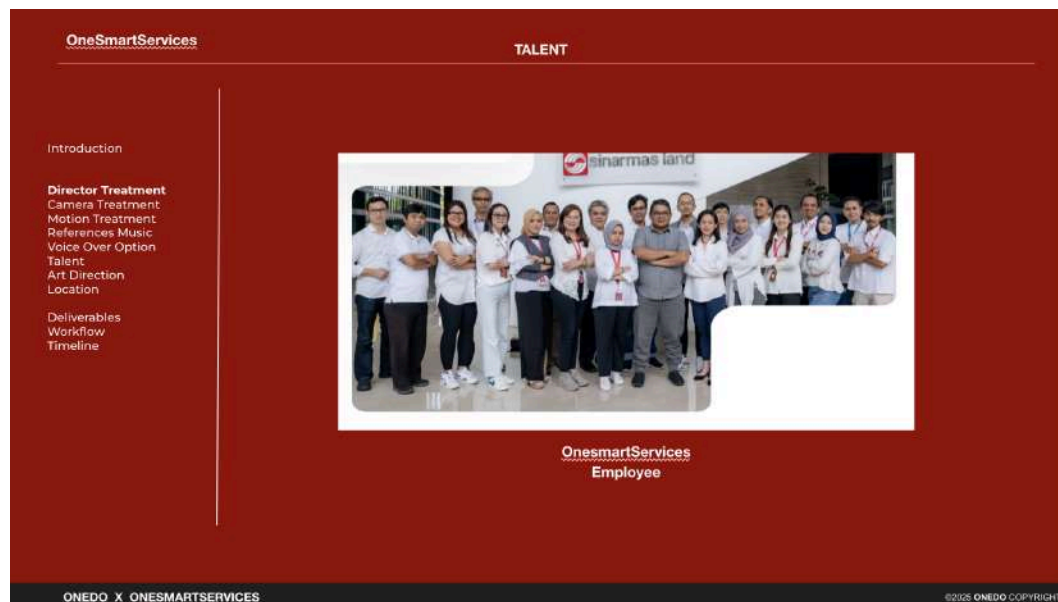 OneSmartServices
TALENT
Introduction
Director Treatment
Camera Treatment
Motion Treatment
References Music
Voice Over Option
Talent
Art Direction
Location
Deliverables
Workflow
Timeline
sinarmas land
OnesmartServices
Employee
ONEDO X ONESMARTSERVICES
©2025 ONEDO COPYRIGHT